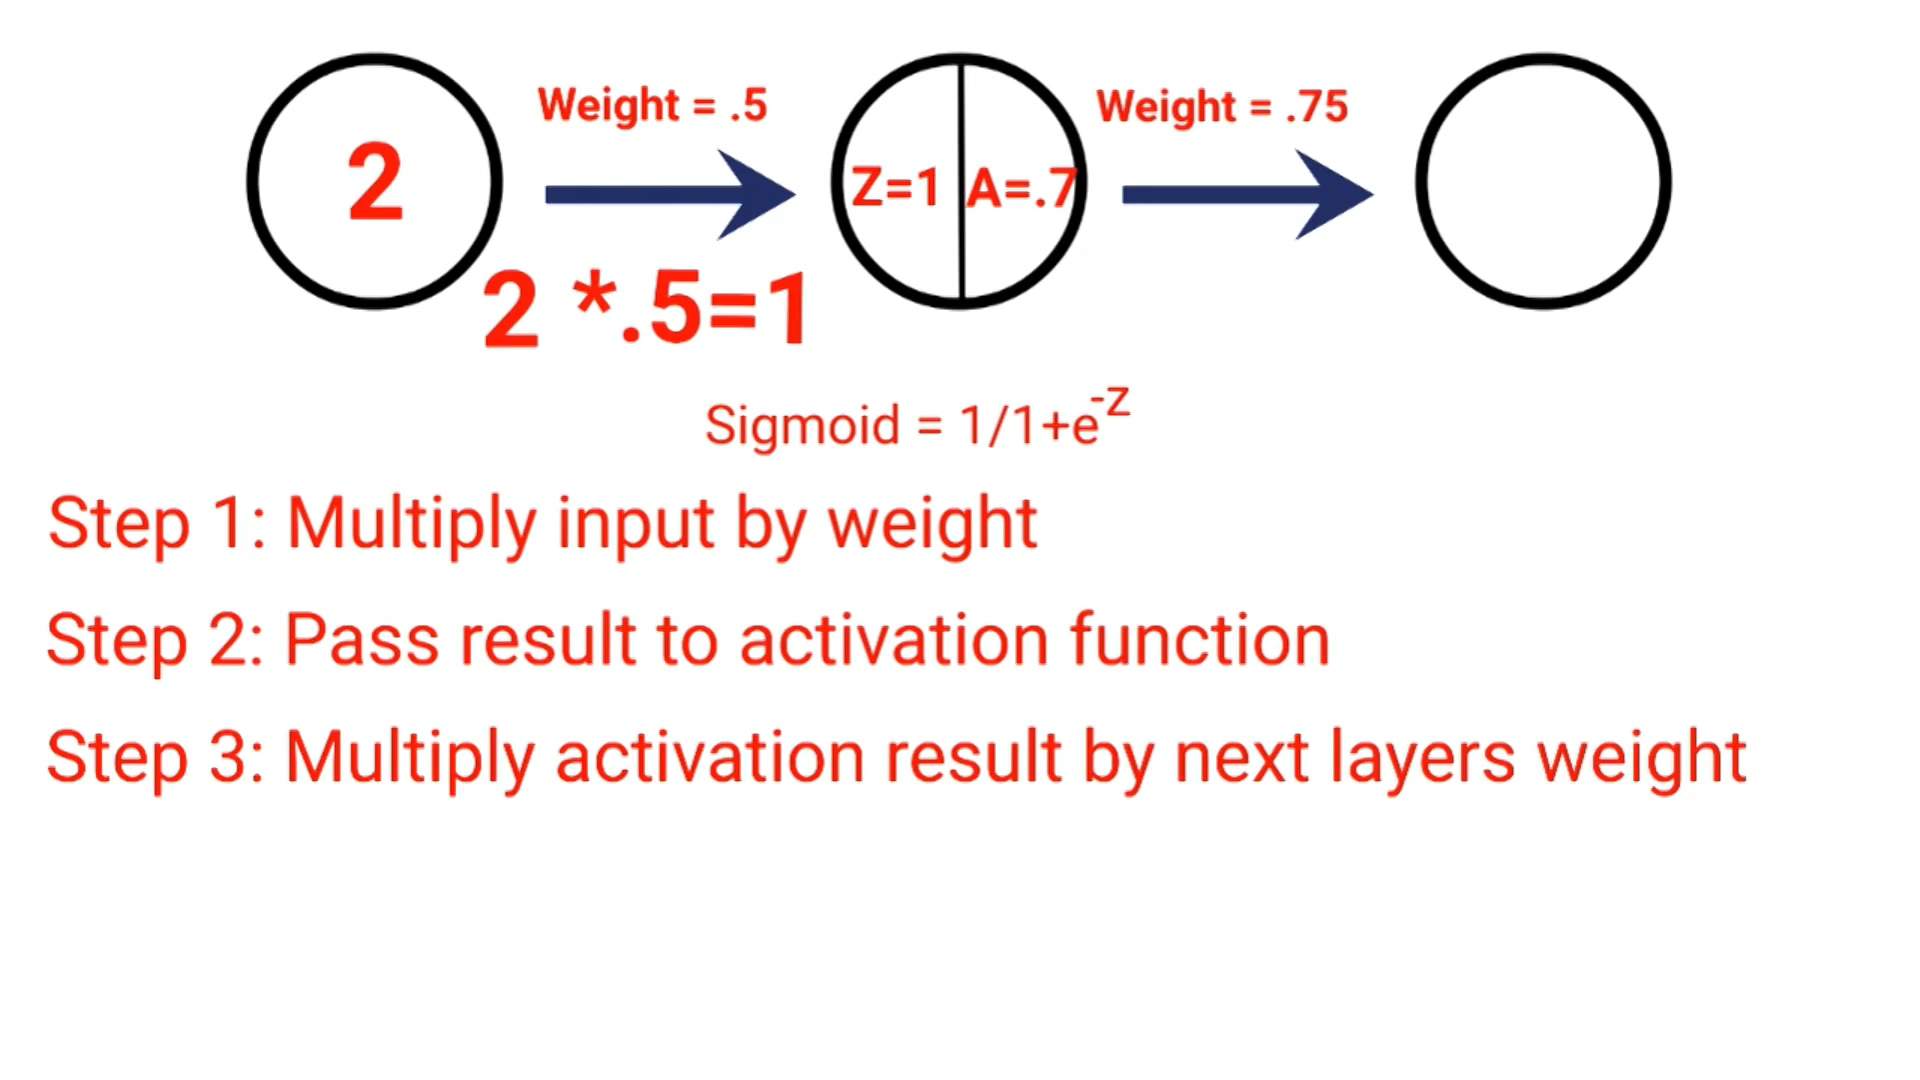 Weight = .5
Weight = .75
2
Z=1
A=.7
2 *.5=1
Sigmoid = 1/1+e-Z
Step 1: Multiply input by weight
Step 2: Pass result to activation function
Step 3: Multiply activation result by next layers weight